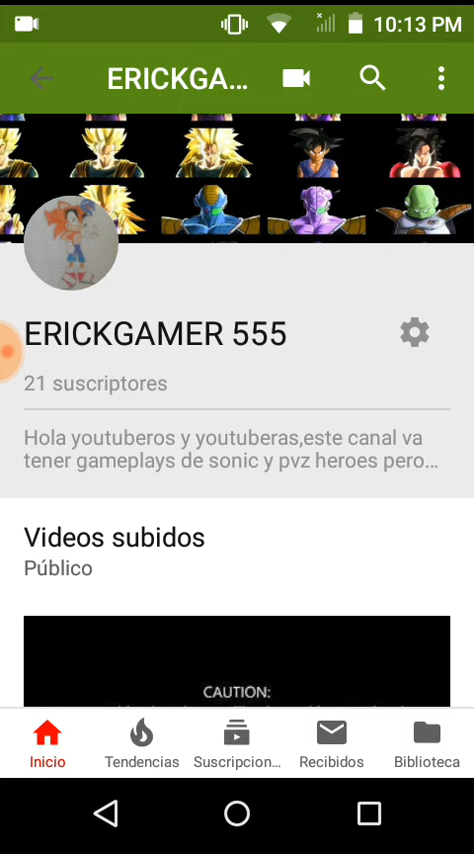 10:13 PM
ERICKGA...
ERICKGAMER 555
21 suscriptores
Hola youtuberos y youtuberas,este canal va
tener gameplays de sonic y pvz heroes pero...
Videos subidos
Público
CAUTION:
Inicio Tendencias Suscripcion... Recibidos Biblioteca